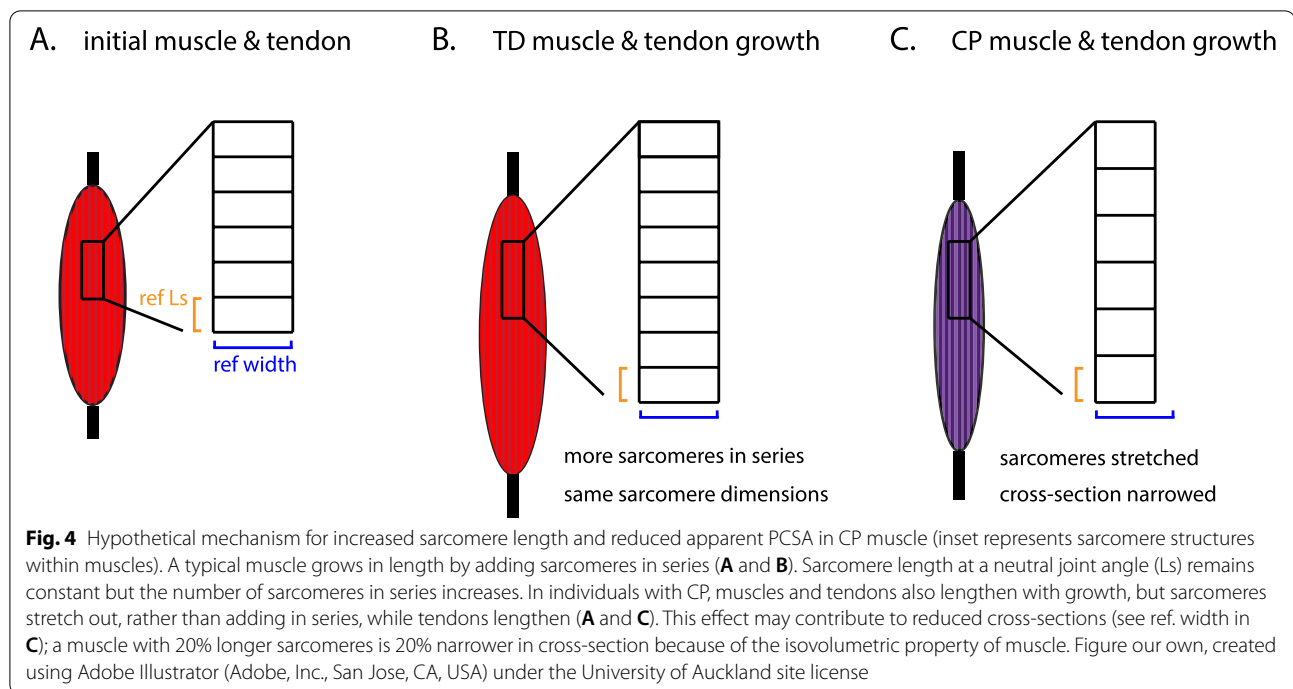 A. initial muscle & tendon
B. TD muscle & tendon growth
C. CP muscle & tendon growth
ref Ls
ref width
more sarcomeres in series
same sarcomere dimensions
sarcomeres stretched
cross-section narrowed
Fig. 4 Hypothetical mechanism for increased sarcomere length and reduced apparent PCSA in CP muscle (inset represents sarcomere structures
within muscles). A typical muscle grows in length by adding sarcomeres in series (A and B). Sarcomere length at a neutral joint angle (Ls) remains
constant but the number of sarcomeres in series increases. In individuals with CP, muscles and tendons also lengthen with growth, but sarcomeres
stretch out, rather than adding in series, while tendons lengthen (A and C). This effect may contribute to reduced cross-sections (see ref. width in
C); a muscle with 20% longer sarcomeres is 20% narrower in cross-section because of the isovolumetric property of muscle. Figure our own, created
using Adobe Illustrator (Adobe, Inc., San Jose, CA, USA) under the University of Auckland site license